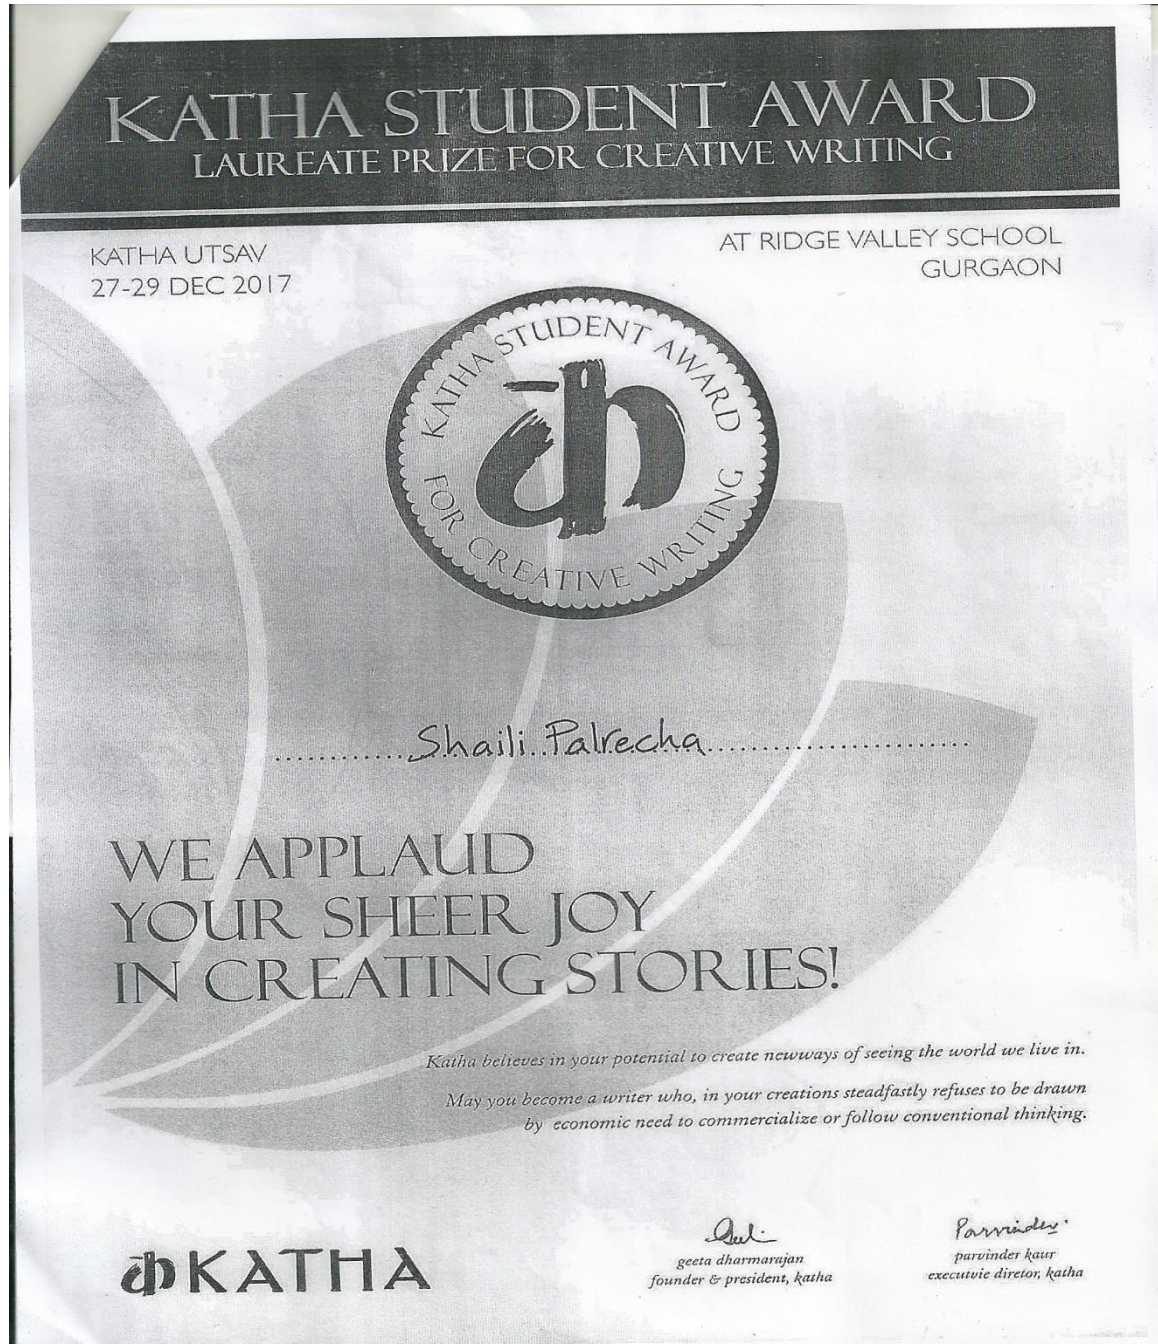 KATHA STUDENT AWARD
LAUREATE PRIZE FOR CREATIVE WRITING
KATHA UTSAV
27-29 DEC 2017
AT RIDGE VALLEY SCHOOL
GURGAON
KATHA STUDENT AWARD
क
FOR CREATIVE WRITING
Shaili Palrecha
WE APPLAUD
YOUR SHEER JOY
IN CREATING STORIES!
Katha believes in your potential to create newways of seeing the world we live in.
May you become a writer who, in your creations steadfastly refuses to be drawn
by economic need to commercialize or follow conventional thinking.
Parvinder
geeta dharmarajan
founder & president, katha
parvinder kaur
executvie diretor, katha
क KATHA